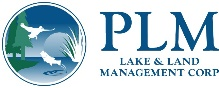 PLM
LAKE & LAND
MANAGEMENT CORP